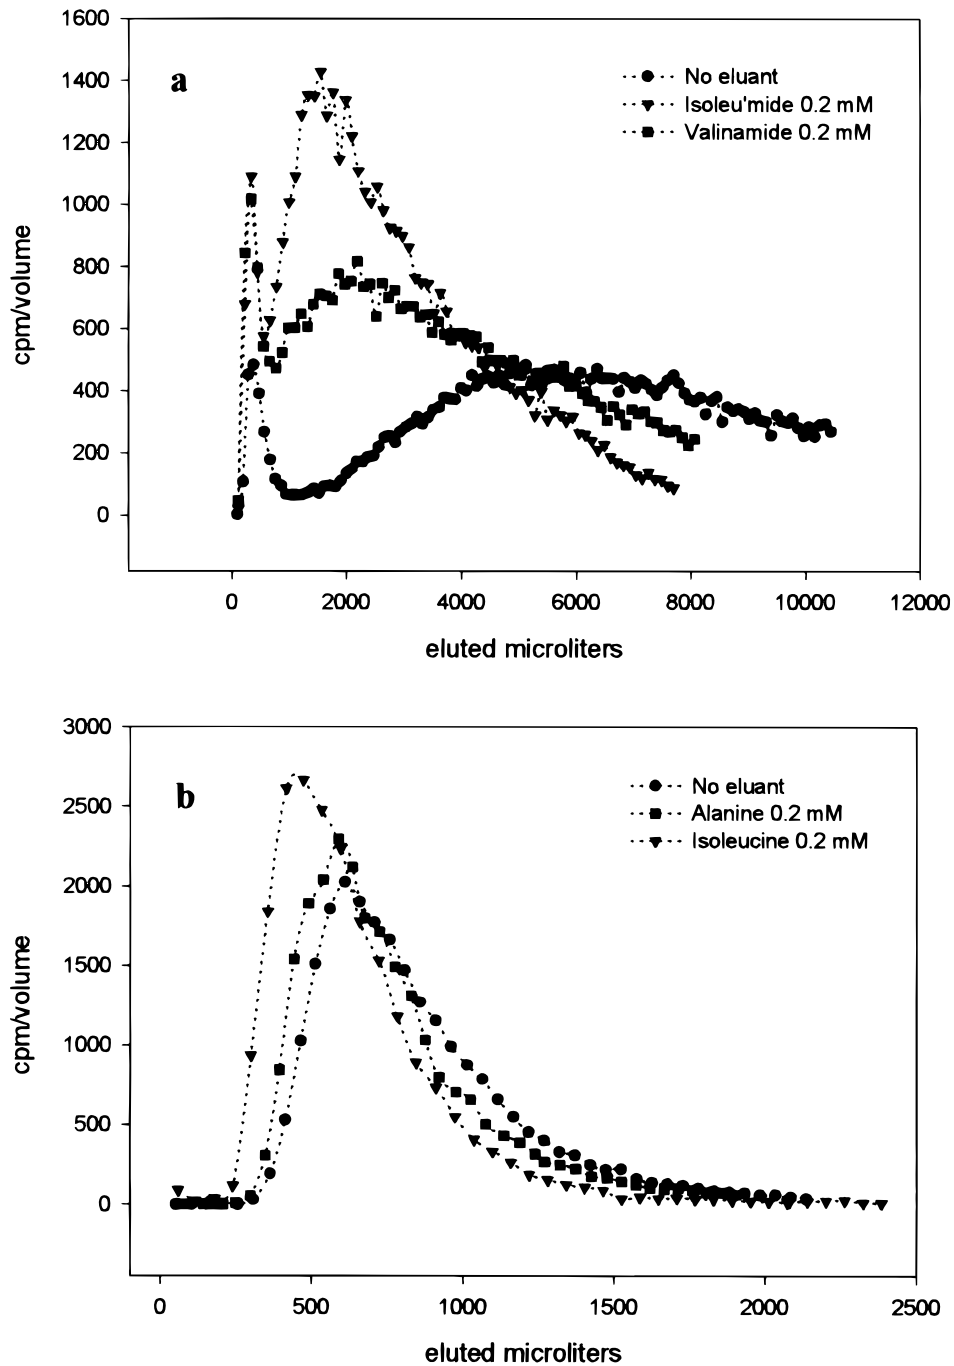 1600
1400
1200
1000
800
600
400
200
0
cpm/volume
a
No eluant
Isoleu'mide 0.2 mM
Valinamide 0.2 mM
0 2000 4000 6000 8000 10000 12000
eluted microliters
3000
2500
2000
1500
1000
500
0
cpm/volume
b
No eluant
Alanine 0.2 mM
Isoleucine 0.2 mM
0 500 1000 1500 2000 2500
eluted microliters